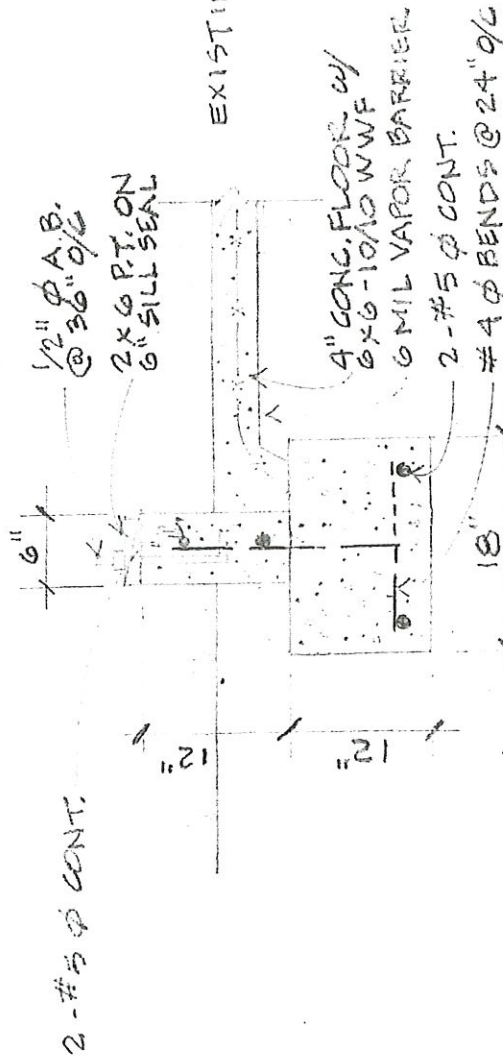 2-#5 Ø CONT.
6"
1/2" Ø A.B.
@ 36" O/C
2x6 P.T. ON
6" SILL SEAL
12"
12"
4" CONC. FLOOR W/
6x6-10/10 WWF
6 MIL VAPOR BARRIER
2-#5 Ø CONT.
#4 Ø BENDS @ 24" O/C
18"